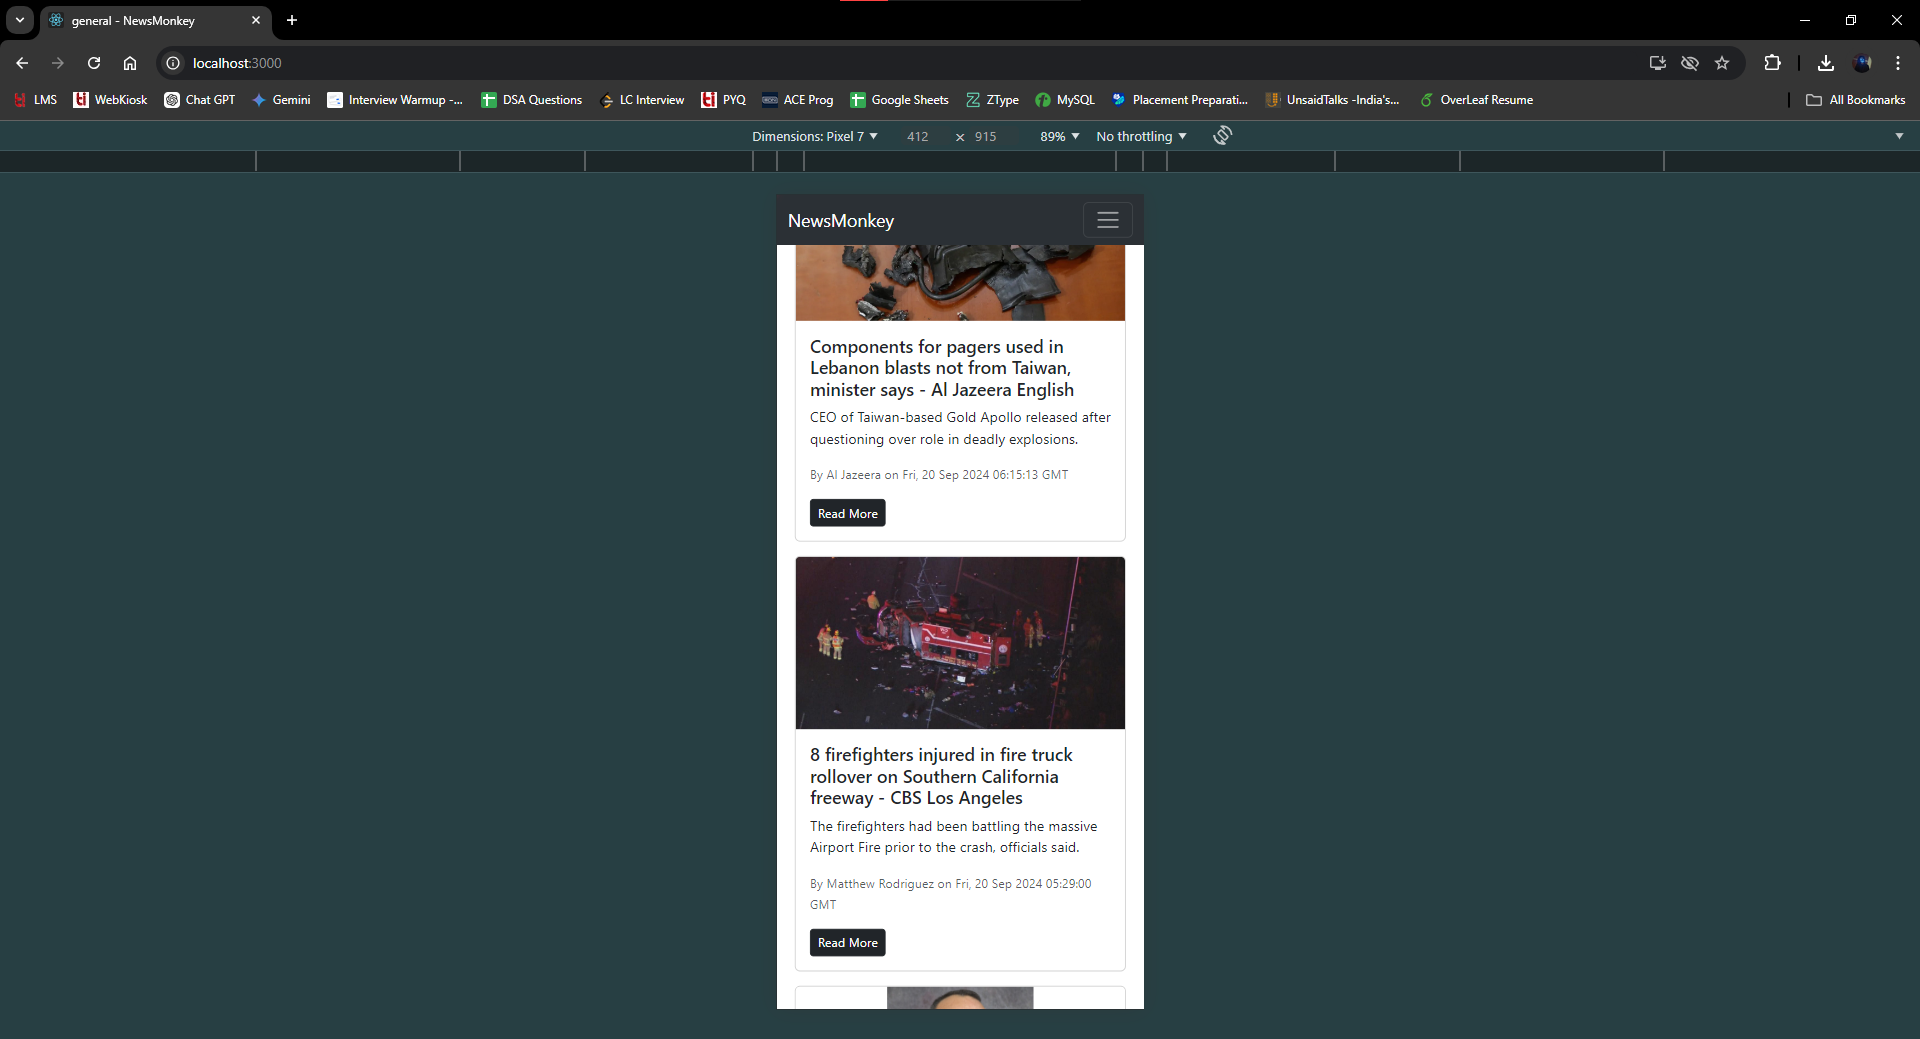 general - NewsMonkey
localhost:3000
LMS WebKiosk Chat GPT Gemini Interview Warmup -... DSA Questions LC Interview PYQ ACE Prog Google Sheets ZType MySQL Placement Preparati... UnsaidTalks -India's... OverLeaf Resume All Bookmarks
Dimensions: Pixel 7 412 × 915 89% No throttling
NewsMonkey
Components for pagers used in
Lebanon blasts not from Taiwan,
minister says - Al Jazeera English
CEO of Taiwan-based Gold Apollo released after
questioning over role in deadly explosions.
By Al Jazeera on Fri, 20 Sep 2024 06:15:13 GMT
Read More
8 firefighters injured in fire truck
rollover on Southern California
freeway - CBS Los Angeles
The firefighters had been battling the massive
Airport Fire prior to the crash, officials said.
By Matthew Rodriguez on Fri, 20 Sep 2024 05:29:00
GMT
Read More